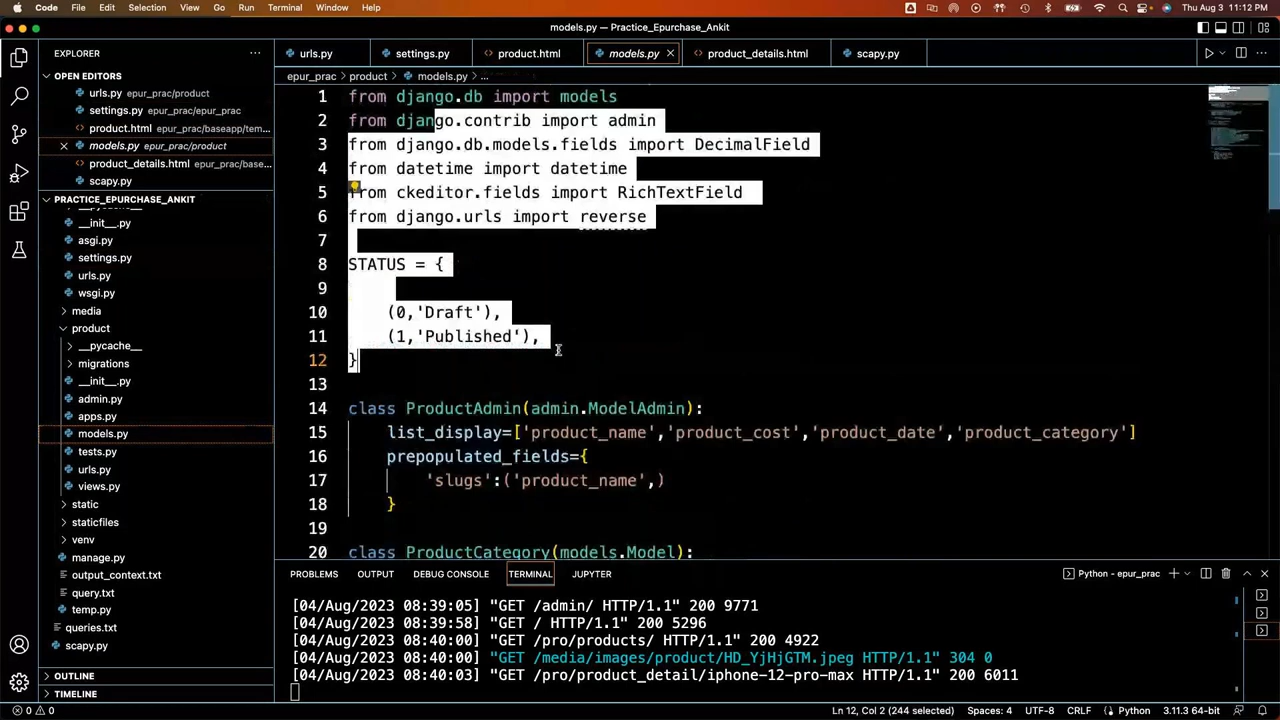 Code File Edit Selection View Go Run Terminal Window Help Thu Aug 3 11:12 PM
models.py — Practice_Epurchase_Ankit
EXPLORER
OPEN EDITORS
urls.py epur_prac/product
settings.py epur_prac/epur...
product.html epur_prac/baseapp/tem...
models.py epur_prac/product
product_details.html epur_prac/base...
scapy.py
PRACTICE_EPURCHASE_ANKIT
__init__.py
asgi.py
settings.py
urls.py
wsgi.py
media
product
__pycache__
migrations
__init__.py
admin.py
apps.py
models.py
tests.py
urls.py
views.py
static
staticfiles
venv
manage.py
output_context.txt
query.txt
temp.py
queries.txt
scapy.py
OUTLINE
TIMELINE
urls.py settings.py product.html models.py product_details.html scapy.py
epur_prac > product > models.py > ...
1 from django.db import models
2 from django.contrib import admin
3 from django.db.models.fields import DecimalField
4 from datetime import datetime
5 from ckeditor.fields import RichTextField
6 from django.urls import reverse
7
8 STATUS = {
9
10 (0,'Draft'),
11 (1,'Published'),
12 }
13
14 class ProductAdmin(admin.ModelAdmin):
15 list_display=['product_name','product_cost','product_date','product_category']
16 prepopulated_fields={
17 'slugs':('product_name',)
18 }
19
20 class ProductCategory(models.Model):
PROBLEMS OUTPUT DEBUG CONSOLE TERMINAL JUPYTER Python - epur_prac
[04/Aug/2023 08:39:05] "GET /admin/ HTTP/1.1" 200 9771
[04/Aug/2023 08:39:58] "GET / HTTP/1.1" 200 5296
[04/Aug/2023 08:40:00] "GET /pro/products/ HTTP/1.1" 200 4922
[04/Aug/2023 08:40:00] "GET /media/images/product/HD_YjHjGTM.jpeg HTTP/1.1" 304 0
[04/Aug/2023 08:40:03] "GET /pro/product_detail/iphone-12-pro-max HTTP/1.1" 200 6011
0 0 Ln 12, Col 2 (244 selected) Spaces: 4 UTF-8 CRLF Python 3.11.3 64-bit